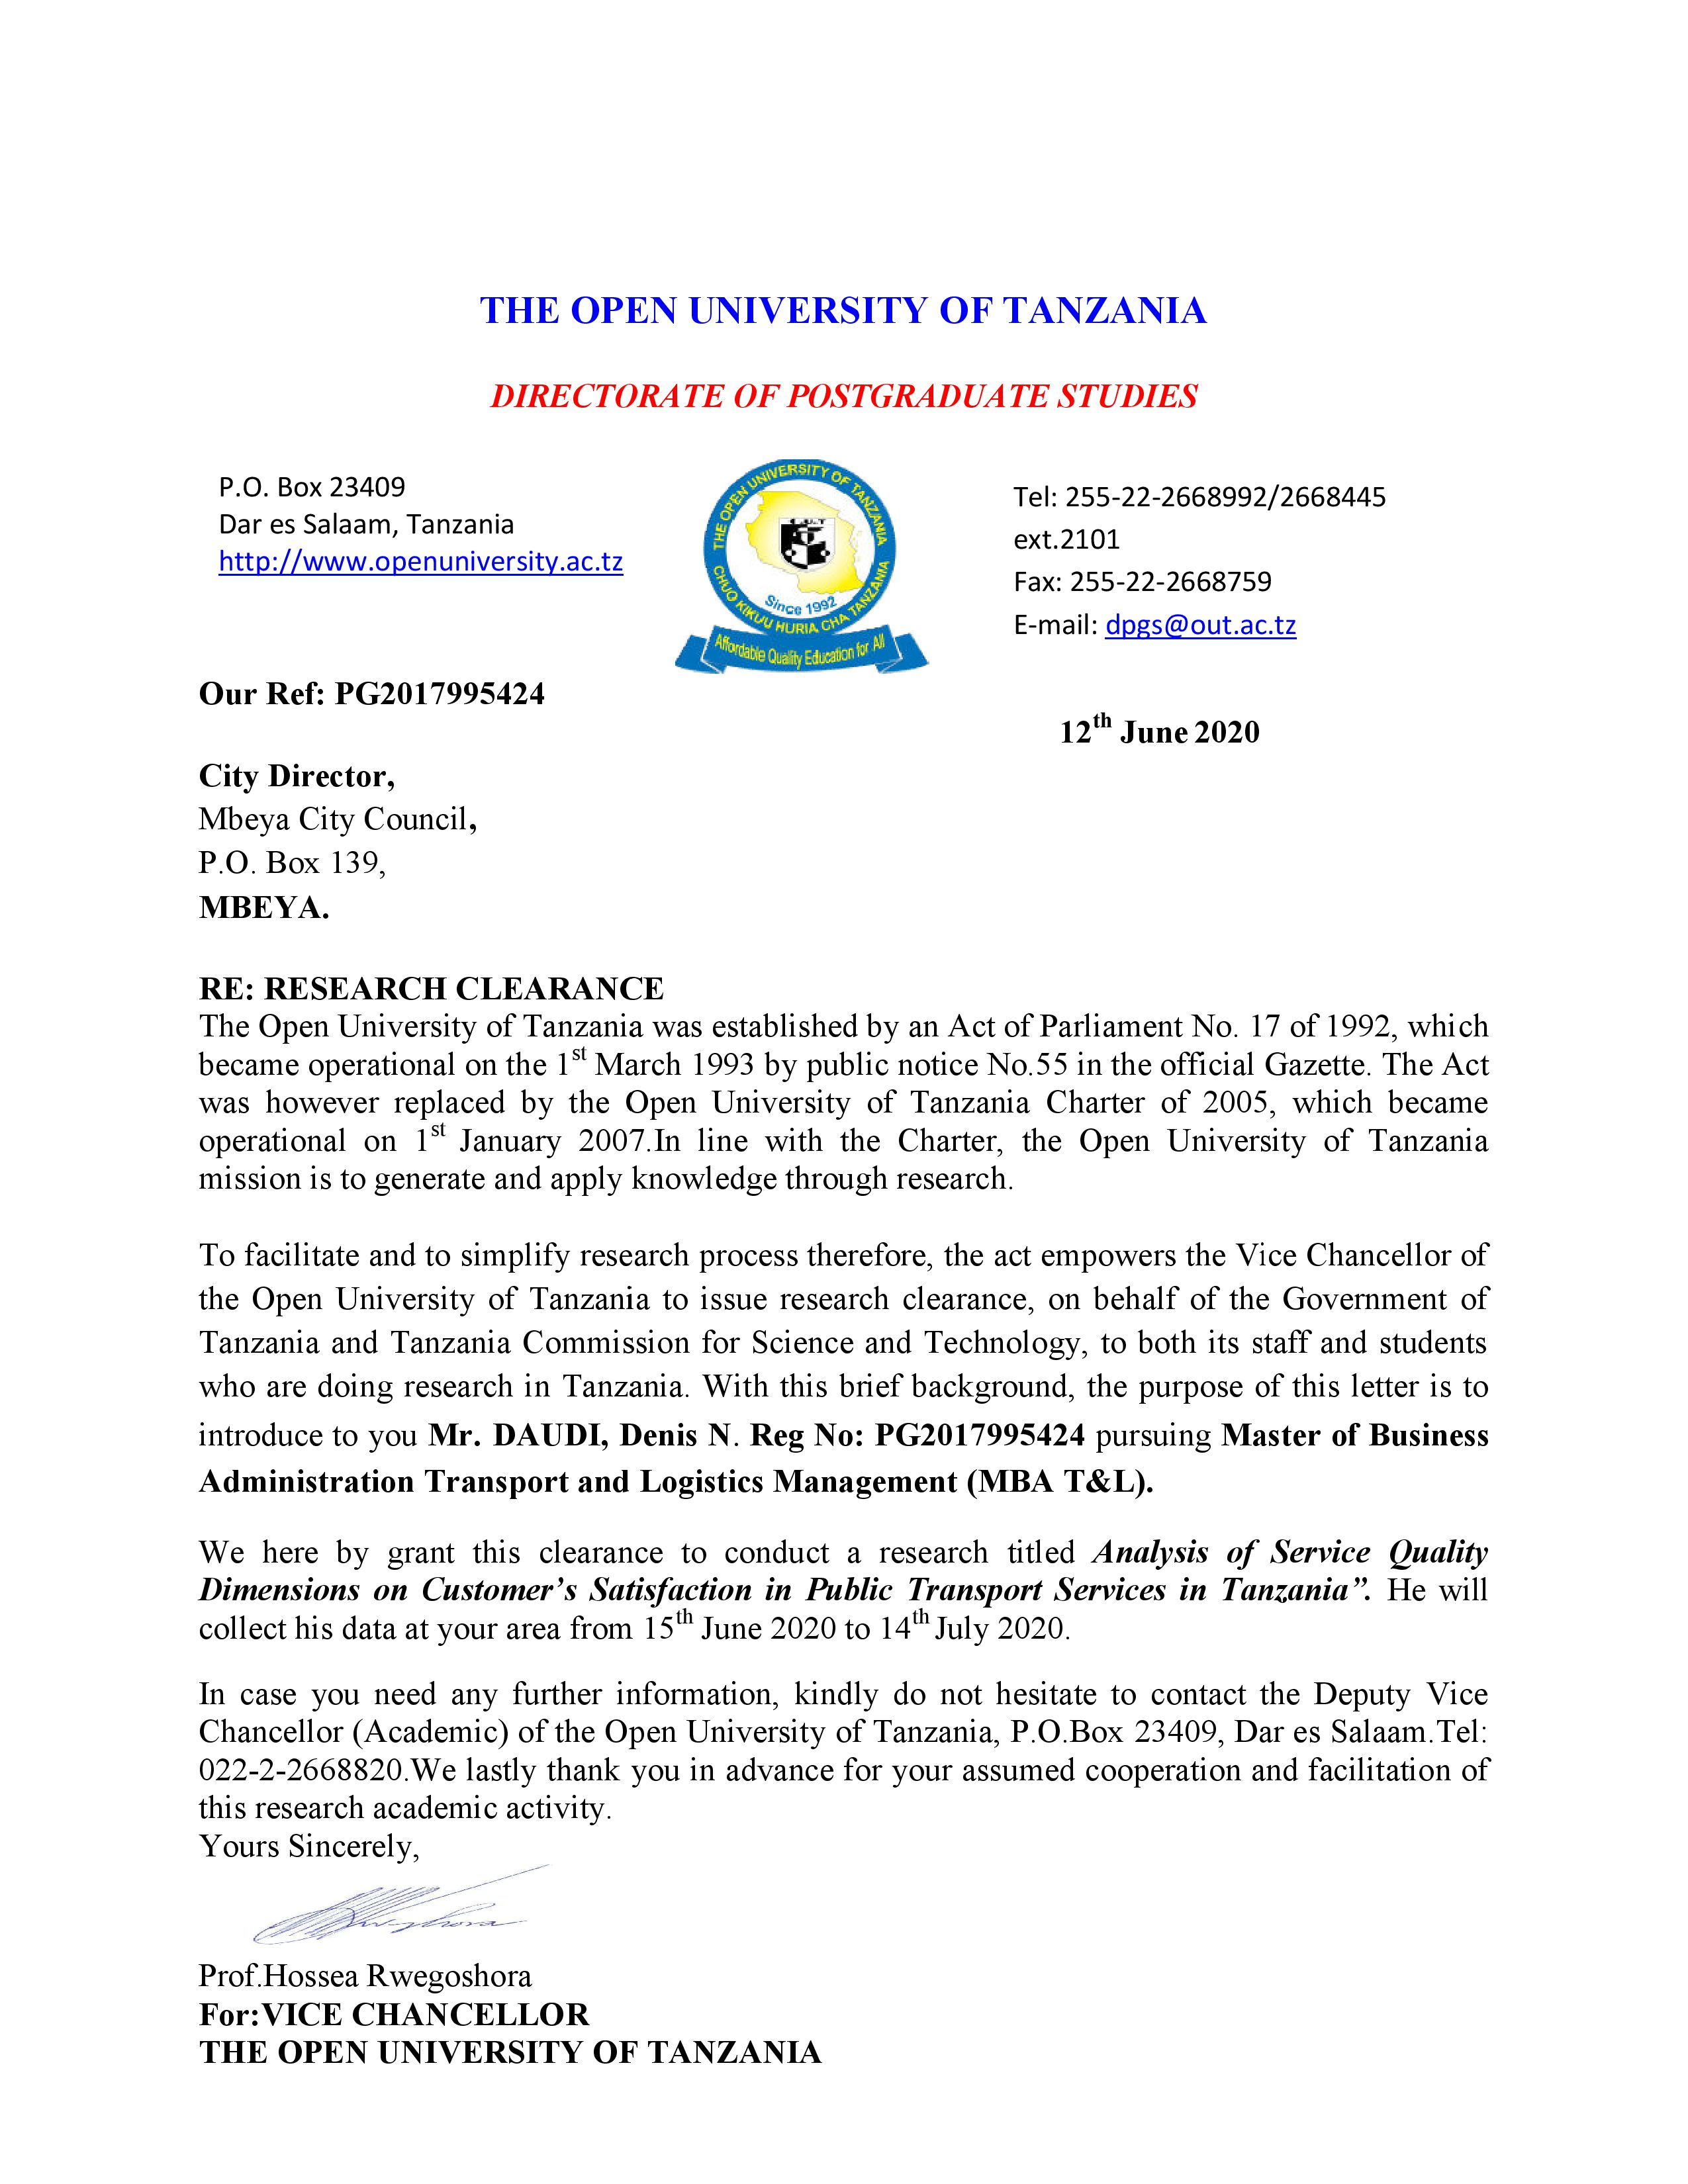 THE OPEN UNIVERSITY OF TANZANIA
DIRECTORATE OF POSTGRADUATE STUDIES
P.O. Box 23409
Dar es Salaam, Tanzania
http://www.openuniversity.ac.tz
THE OPEN UNIVERSITY OF TANZANIA
CHUO KIKUU HURIA CHA TANZANIA
O.U.T
Since 1992
Affordable Quality Education for All
Tel: 255-22-2668992/2668445
ext.2101
Fax: 255-22-2668759
E-mail: dpgs@out.ac.tz
Our Ref: PG2017995424
12th June 2020
City Director,
Mbeya City Council,
P.O. Box 139,
MBEYA.
RE: RESEARCH CLEARANCE
The Open University of Tanzania was established by an Act of Parliament No. 17 of 1992, which
became operational on the 1st March 1993 by public notice No.55 in the official Gazette. The Act
was however replaced by the Open University of Tanzania Charter of 2005, which became
operational on 1st January 2007.In line with the Charter, the Open University of Tanzania
mission is to generate and apply knowledge through research.
To facilitate and to simplify research process therefore, the act empowers the Vice Chancellor of
the Open University of Tanzania to issue research clearance, on behalf of the Government of
Tanzania and Tanzania Commission for Science and Technology, to both its staff and students
who are doing research in Tanzania. With this brief background, the purpose of this letter is to
introduce to you Mr. DAUDI, Denis N. Reg No: PG2017995424 pursuing Master of Business
Administration Transport and Logistics Management (MBA T&L).
We here by grant this clearance to conduct a research titled Analysis of Service Quality
Dimensions on Customer’s Satisfaction in Public Transport Services in Tanzania”. He will
collect his data at your area from 15th June 2020 to 14th July 2020.
In case you need any further information, kindly do not hesitate to contact the Deputy Vice
Chancellor (Academic) of the Open University of Tanzania, P.O.Box 23409, Dar es Salaam.Tel:
022-2-2668820.We lastly thank you in advance for your assumed cooperation and facilitation of
this research academic activity.
Yours Sincerely,
Prof.Hossea Rwegoshora
For:VICE CHANCELLOR
THE OPEN UNIVERSITY OF TANZANIA